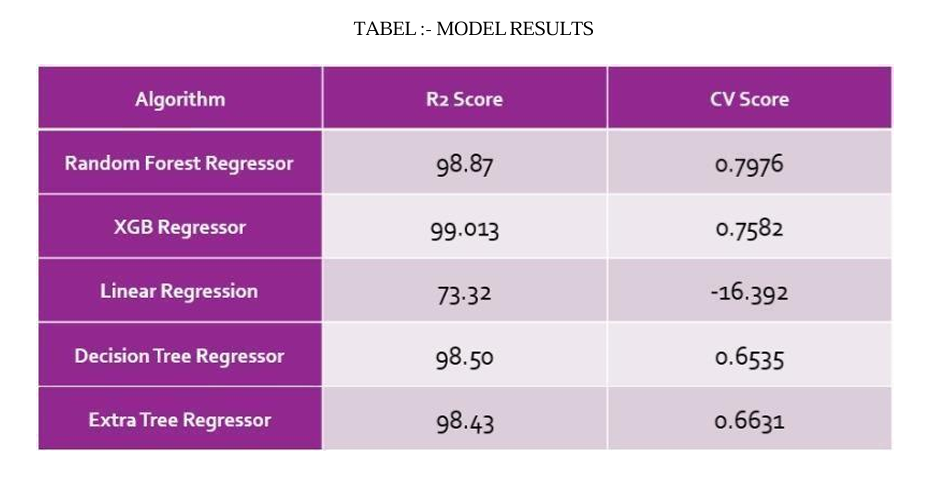 TABEL :- MODEL RESULTS
Algorithm R2 Score CV Score
Random Forest Regressor 98.87 0.7976
XGB Regressor 99.013 0.7582
Linear Regression 73.32 -16.392
Decision Tree Regressor 98.50 0.6535
Extra Tree Regressor 98.43 0.6631